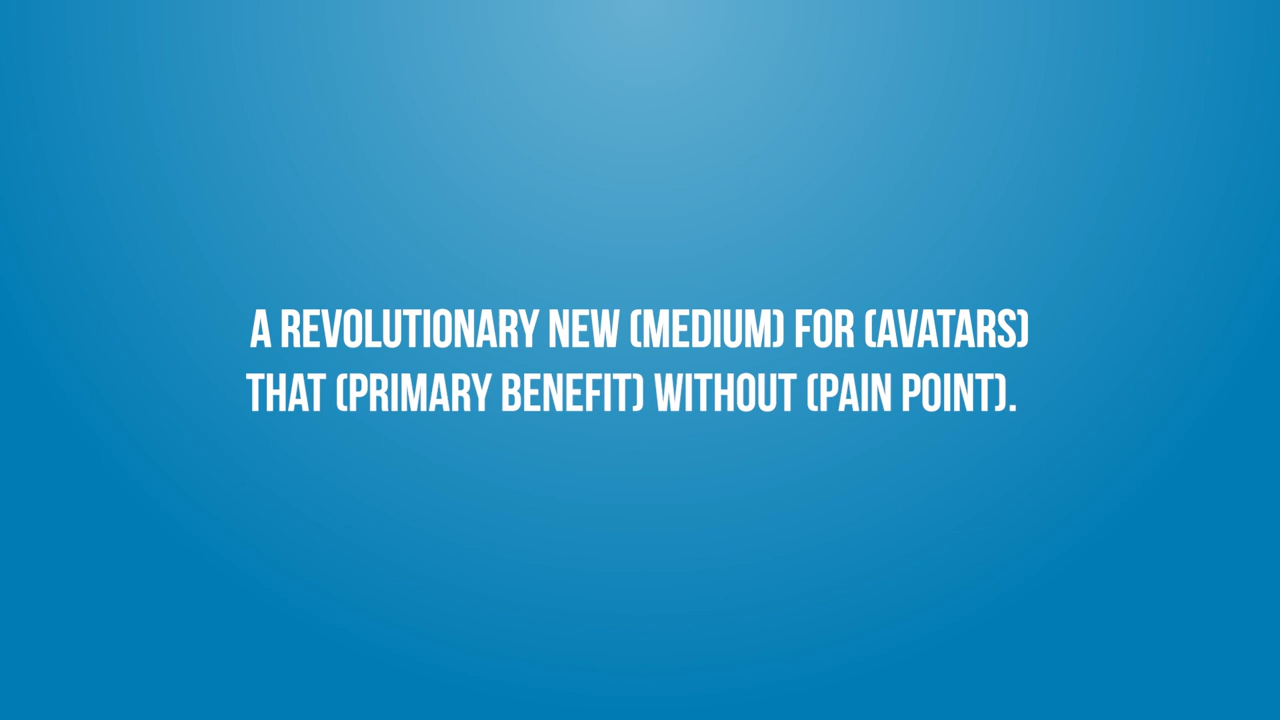 A REVOLUTIONARY NEW (MEDIUM) FOR (AVATARS)
THAT (PRIMARY BENEFIT) WITHOUT (PAIN POINT).